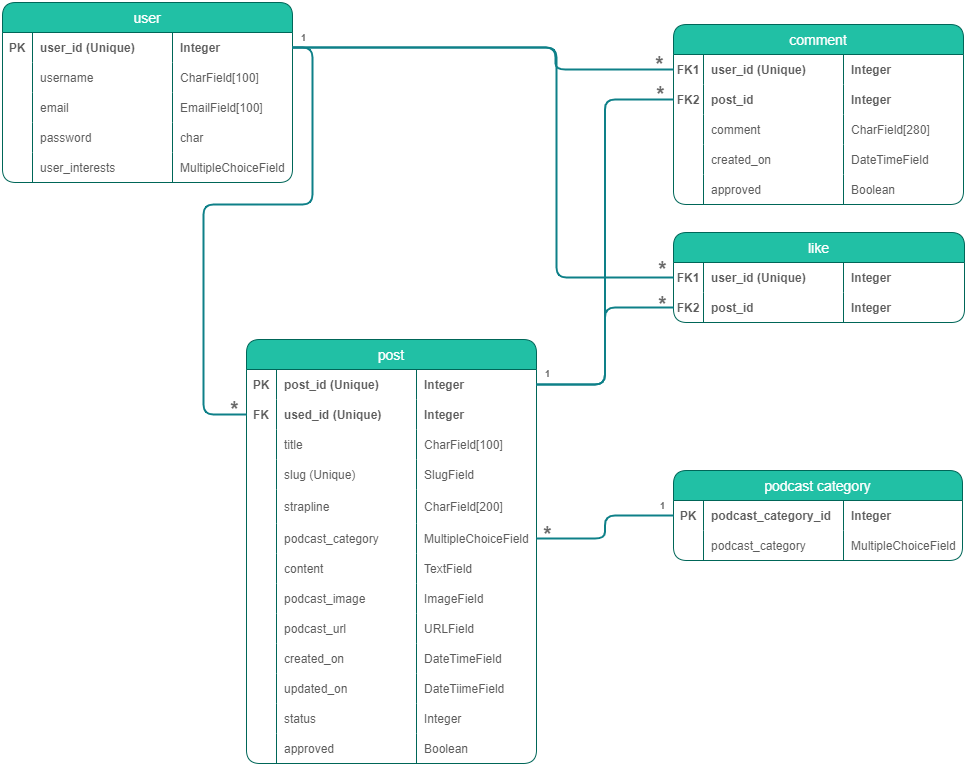 user
PK user_id (Unique) Integer
username CharField[100]
email EmailField[100]
password char
user_interests MultipleChoiceField
1
comment
* FK1 user_id (Unique) Integer
* FK2 post_id Integer
comment CharField[280]
created_on DateTimeField
approved Boolean
like
* FK1 user_id (Unique) Integer
* FK2 post_id Integer
post
PK post_id (Unique) Integer 1
* FK used_id (Unique) Integer
title CharField[100]
slug (Unique) SlugField
strapline CharField[200]
podcast_category MultipleChoiceField *
content TextField
podcast_image ImageField
podcast_url URLField
created_on DateTimeField
updated_on DateTiimeField
status Integer
approved Boolean
podcast category
1 PK podcast_category_id Integer
podcast_category MultipleChoiceField